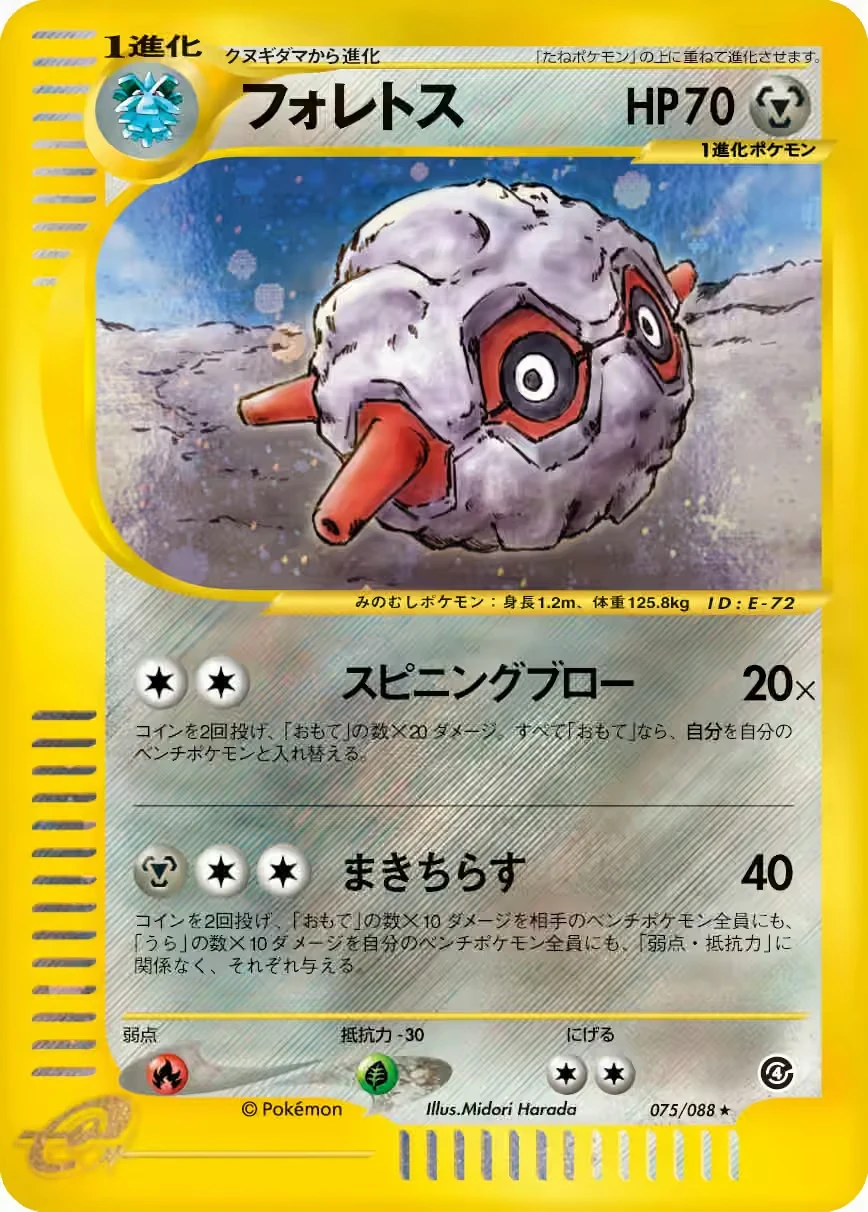 1進化
クヌギダマから進化
「たねポケモン」の上に重ねて進化させます。
フォレトス
HP70
1進化ポケモン
みのむしポケモン：身長1.2m、体重125.8kg ID:E-72
スピニングブロー 20×
コインを2回投げ、「おもて」の数×20ダメージ。すべて「おもて」なら、自分を自分の
ベンチポケモンと入れ替える。
まきちらす 40
コインを2回投げ、「おもて」の数×10ダメージを相手のベンチポケモン全員にも、
「うら」の数×10ダメージを自分のベンチポケモン全員にも、「弱点・抵抗力」に
関係なく、それぞれ与える。
弱点 抵抗力 -30 にげる
4
© Pokémon Illus.Midori Harada 075/088★